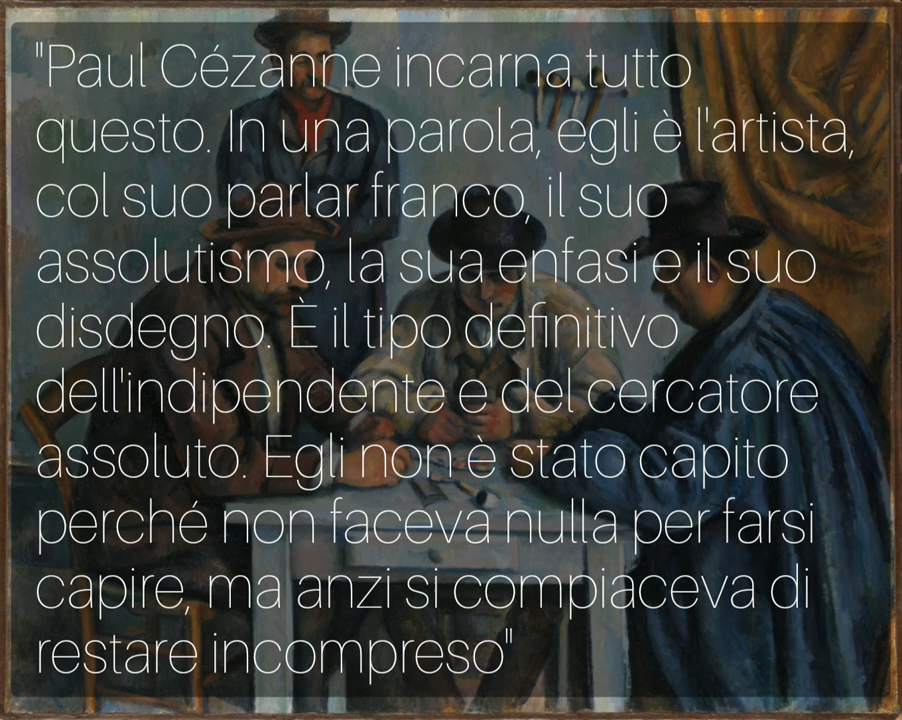 "Paul Cézanne incarna tutto
questo. In una parola, egli è l'artista,
col suo parlar franco, il suo
assolutismo, la sua enfasi e il suo
disdegno. È il tipo definitivo
dell'indipendente e del cercatore
assoluto. Egli non è stato capito
perché non faceva nulla per farsi
capire, ma anzi si compiaceva di
restare incompreso"